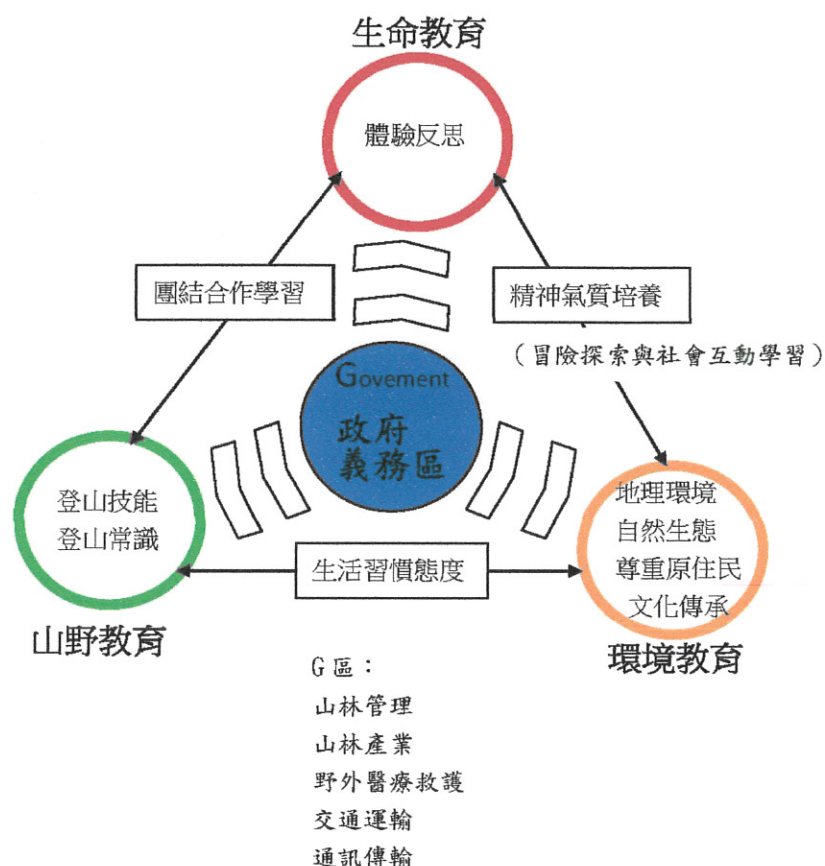 生命教育
體驗反思
團結合作學習
精神氣質培養
（冒險探索與社會互動學習）
Govement
政府
義務區
登山技能
登山常識
地理環境
自然生態
尊重原住民
文化傳承
生活習慣態度
山野教育
環境教育
G區：
山林管理
山林產業
野外醫療救護
交通運輸
通訊傳輸